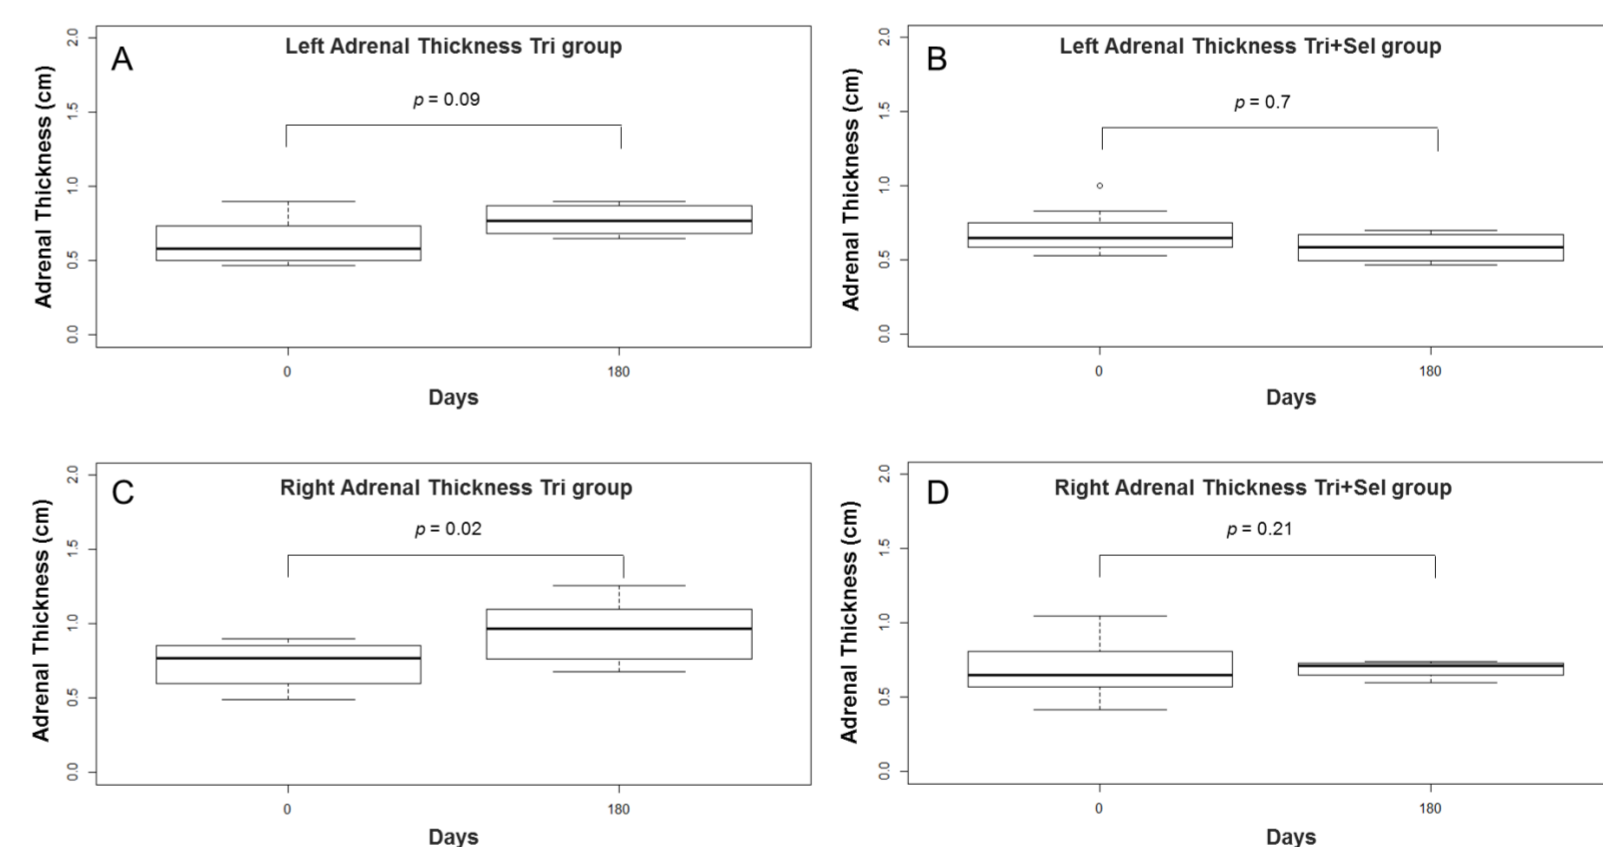 A
Left Adrenal Thickness Tri group
p = 0.09
Adrenal Thickness (cm)
2.0
1.5
1.0
0.5
0.0
0
180
Days
B
Left Adrenal Thickness Tri+Sel group
p = 0.7
Adrenal Thickness (cm)
2.0
1.5
1.0
0.5
0.0
0
180
Days
C
Right Adrenal Thickness Tri group
p = 0.02
Adrenal Thickness (cm)
2.0
1.5
1.0
0.5
0.0
0
180
Days
D
Right Adrenal Thickness Tri+Sel group
p = 0.21
Adrenal Thickness (cm)
2.0
1.5
1.0
0.5
0.0
0
180
Days